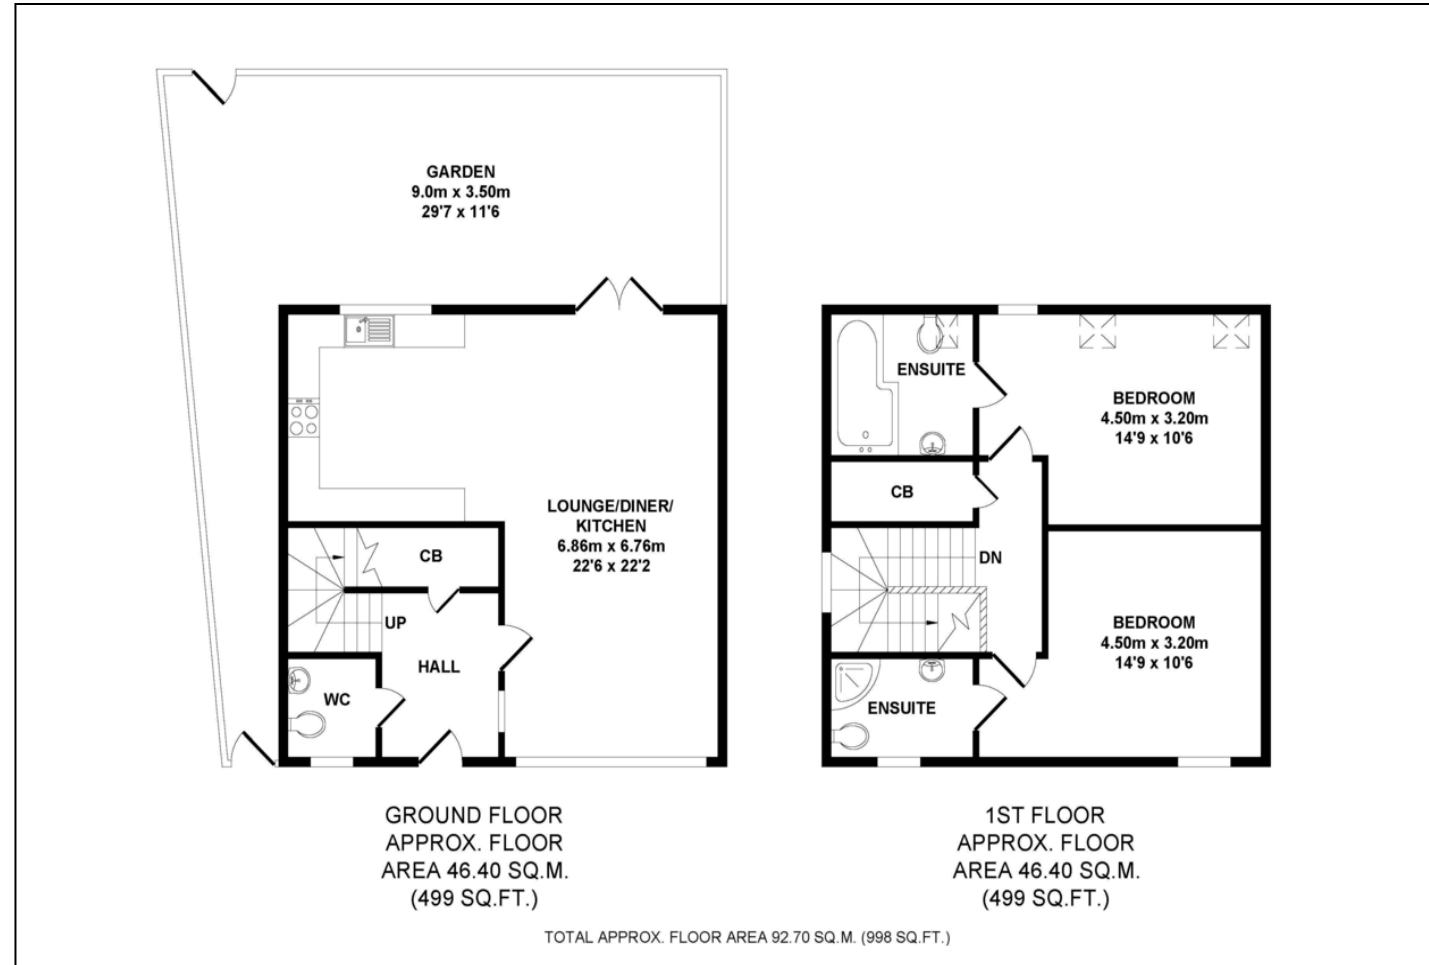 GARDEN
9.0m x 3.50m
29'7 x 11'6
LOUNGE/DINER/
KITCHEN
6.86m x 6.76m
22'6 x 22'2
CB
UP
HALL
WC
GROUND FLOOR
APPROX. FLOOR
AREA 46.40 SQ.M.
(499 SQ.FT.)
ENSUITE
BEDROOM
4.50m x 3.20m
14'9 x 10'6
CB
DN
BEDROOM
4.50m x 3.20m
14'9 x 10'6
ENSUITE
1ST FLOOR
APPROX. FLOOR
AREA 46.40 SQ.M.
(499 SQ.FT.)
TOTAL APPROX. FLOOR AREA 92.70 SQ.M. (998 SQ.FT.)